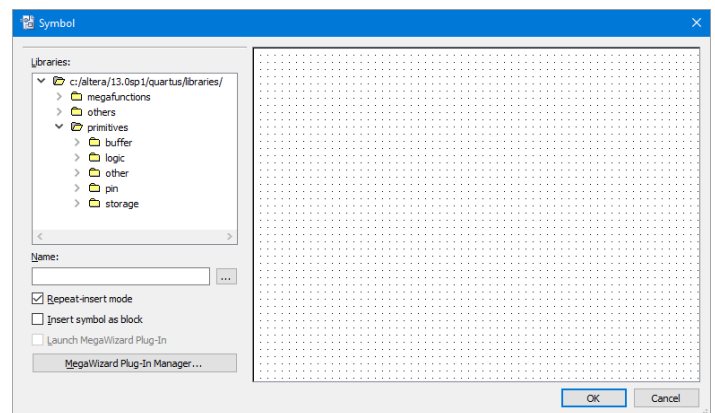 Symbol
Libraries:
c:/altera/13.0sp1/quartus/libraries/
megafunctions
others
primitives
buffer
logic
other
pin
storage
Name:
...
Repeat-insert mode
Insert symbol as block
Launch MegaWizard Plug-In
MegaWizard Plug-In Manager...
OK Cancel